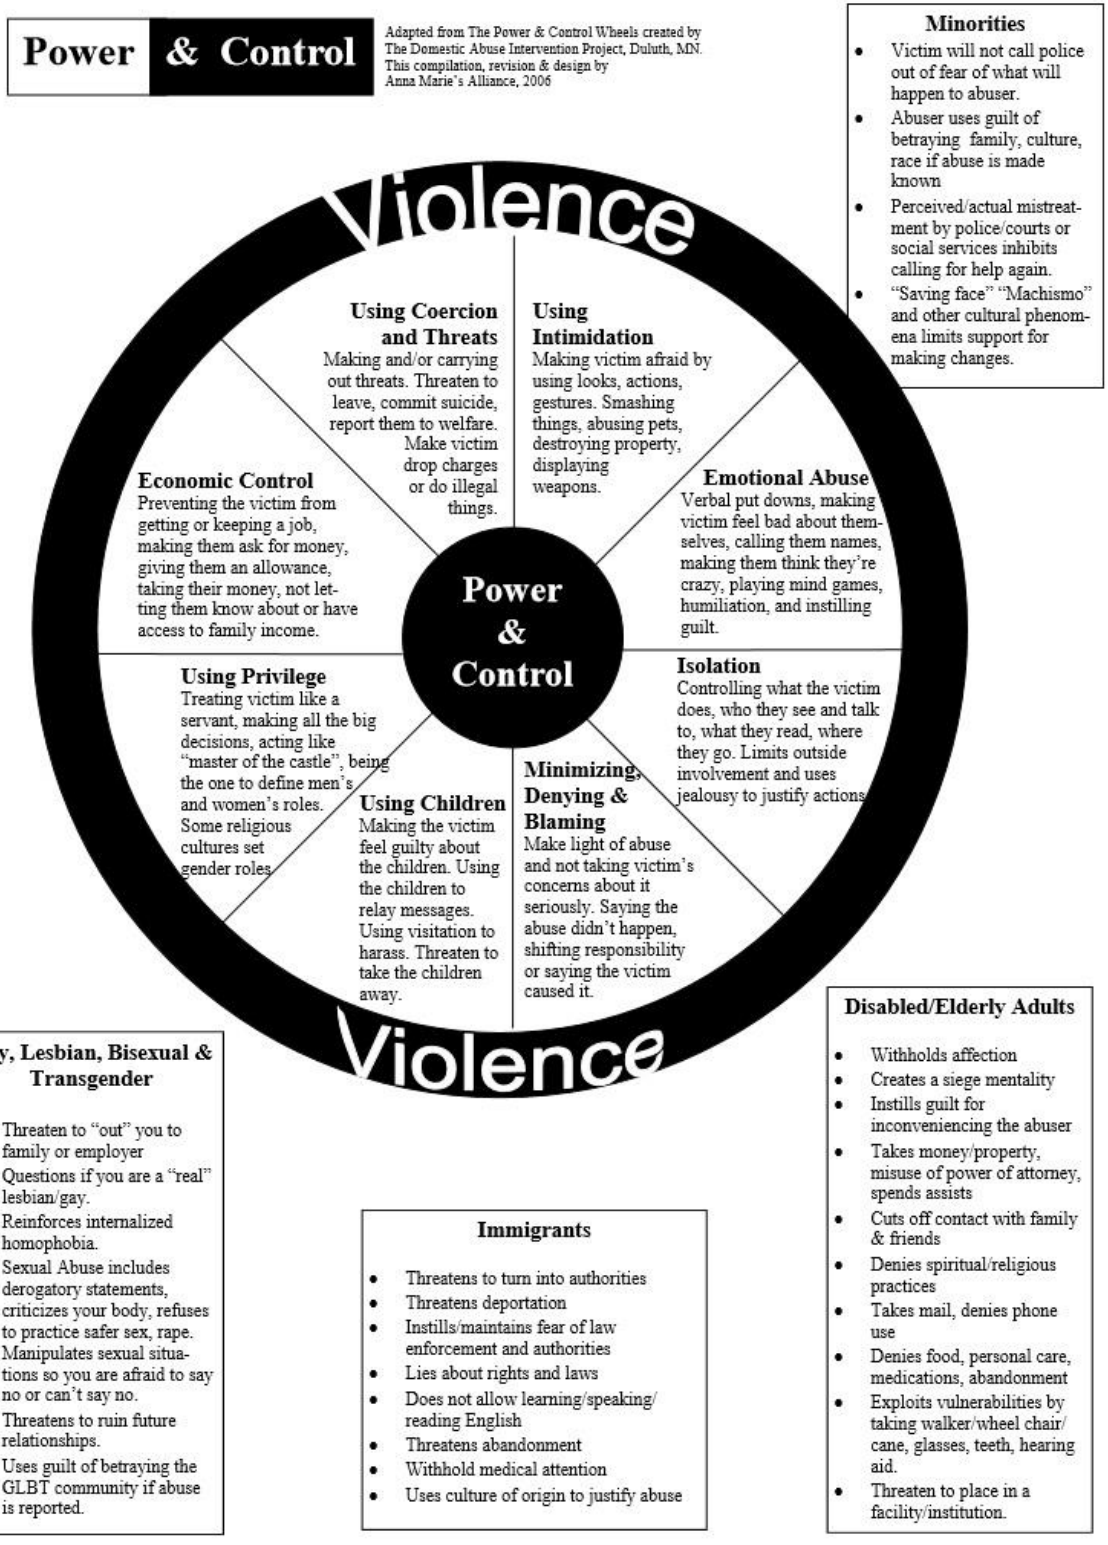 Power & Control
Adapted from The Power & Control Wheels created by
The Domestic Abuse Intervention Project, Duluth, MN.
This compilation, revision & design by
Anna Marie's Alliance, 2006
Minorities
• Victim will not call police
out of fear of what will
happen to abuser.
• Abuser uses guilt of
betraying family, culture,
race if abuse is made
known
• Perceived/actual mistreat-
ment by police/courts or
social services inhibits
calling for help again.
• “Saving face” “Machismo”
and other cultural phenom-
ena limits support for
making changes.
Violence
Using Coercion
and Threats
Making and/or carrying
out threats. Threaten to
leave, commit suicide,
report them to welfare.
Make victim
drop charges
or do illegal
things.
Using
Intimidation
Making victim afraid by
using looks, actions,
gestures. Smashing
things, abusing pets,
destroying property,
displaying
weapons.
Economic Control
Preventing the victim from
getting or keeping a job,
making them ask for money,
giving them an allowance,
taking their money, not let-
ting them know about or have
access to family income.
Emotional Abuse
Verbal put downs, making
victim feel bad about them-
selves, calling them names,
making them think they’re
crazy, playing mind games,
humiliation, and instilling
guilt.
Power
&
Control
Using Privilege
Treating victim like a
servant, making all the big
decisions, acting like
“master of the castle”, being
the one to define men’s
and women’s roles.
Some religious
cultures set
gender roles
Isolation
Controlling what the victim
does, who they see and talk
to, what they read, where
they go. Limits outside
involvement and uses
jealousy to justify actions
Using Children
Making the victim
feel guilty about
the children. Using
the children to
relay messages.
Using visitation to
harass. Threaten to
take the children
away.
Minimizing,
Denying &
Blaming
Make light of abuse
and not taking victim’s
concerns about it
seriously. Saying the
abuse didn’t happen,
shifting responsibility
or saying the victim
caused it.
Violence
y, Lesbian, Bisexual &
Transgender
Threaten to “out” you to
family or employer
Questions if you are a “real”
lesbian/gay.
Reinforces internalized
homophobia.
Sexual Abuse includes
derogatory statements,
criticizes your body, refuses
to practice safer sex, rape.
Manipulates sexual situa-
tions so you are afraid to say
no or can’t say no.
Threatens to ruin future
relationships.
Uses guilt of betraying the
GLBT community if abuse
is reported.
Immigrants
• Threatens to turn into authorities
• Threatens deportation
• Instills/maintains fear of law
enforcement and authorities
• Lies about rights and laws
• Does not allow learning/speaking/
reading English
• Threatens abandonment
• Withhold medical attention
• Uses culture of origin to justify abuse
Disabled/Elderly Adults
• Withholds affection
• Creates a siege mentality
• Instills guilt for
inconveniencing the abuser
• Takes money/property,
misuse of power of attorney,
spends assists
• Cuts off contact with family
& friends
• Denies spiritual/religious
practices
• Takes mail, denies phone
use
• Denies food, personal care,
medications, abandonment
• Exploits vulnerabilities by
taking walker/wheel chair/
cane, glasses, teeth, hearing
aid.
• Threaten to place in a
facility/institution.